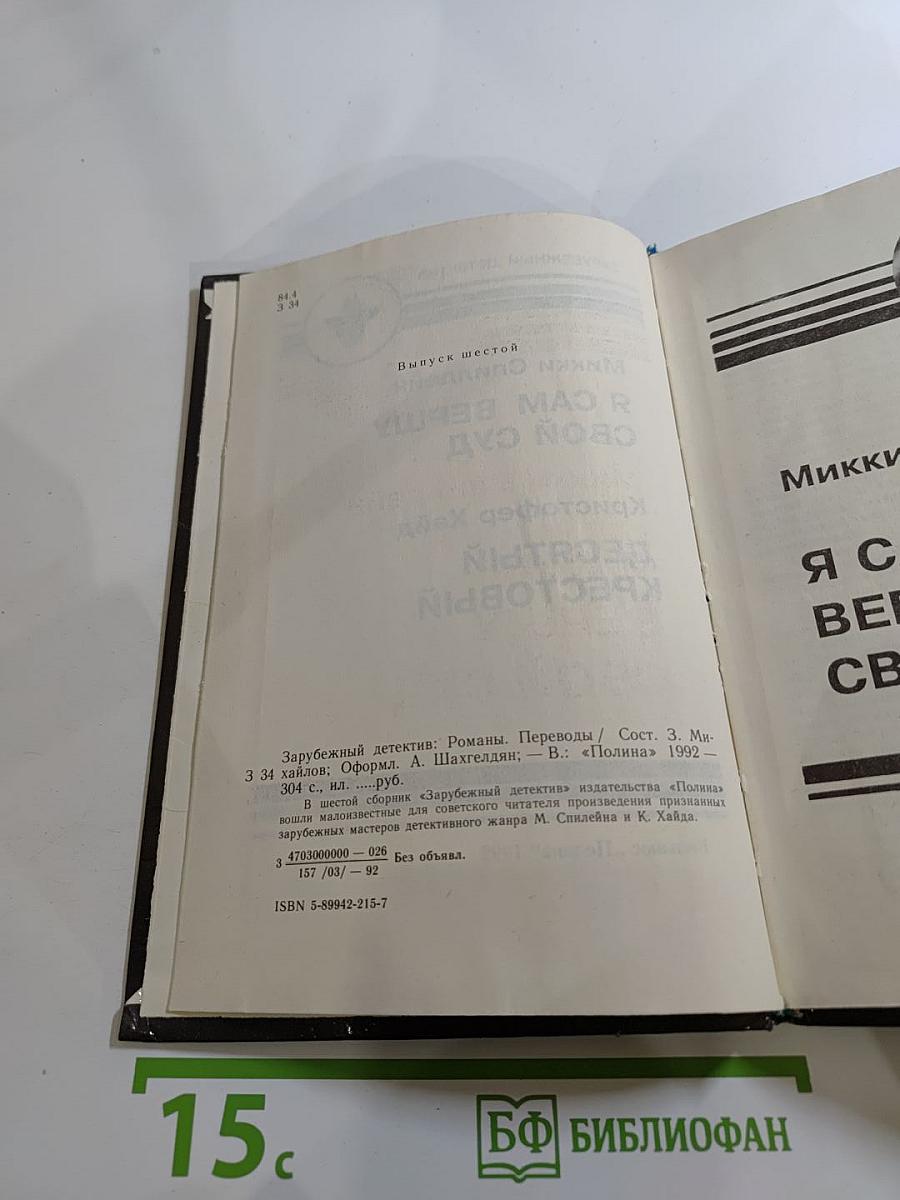 84.4
З 34
Выпуск шестой
Зарубежный детектив: Романы. Переводы / Сост. З. Ми-
З 34 хайлов; Оформл. А. Шахгелдян; — В.: «Полина» 1992 —
304 с., ил. .....руб.
В шестой сборник «Зарубежный детектив» издательства «Полина»
вошли малоизвестные для советского читателя произведения признанных
зарубежных мастеров детективного жанра М. Спилейна и К. Хайда.
З 4703000000 — 026
157 /03/ — 92 Без объявл.
ISBN 5-89942-215-7
Микки
Я С
ВЕР
СВ
15 с
БФ БИБЛИОФАН